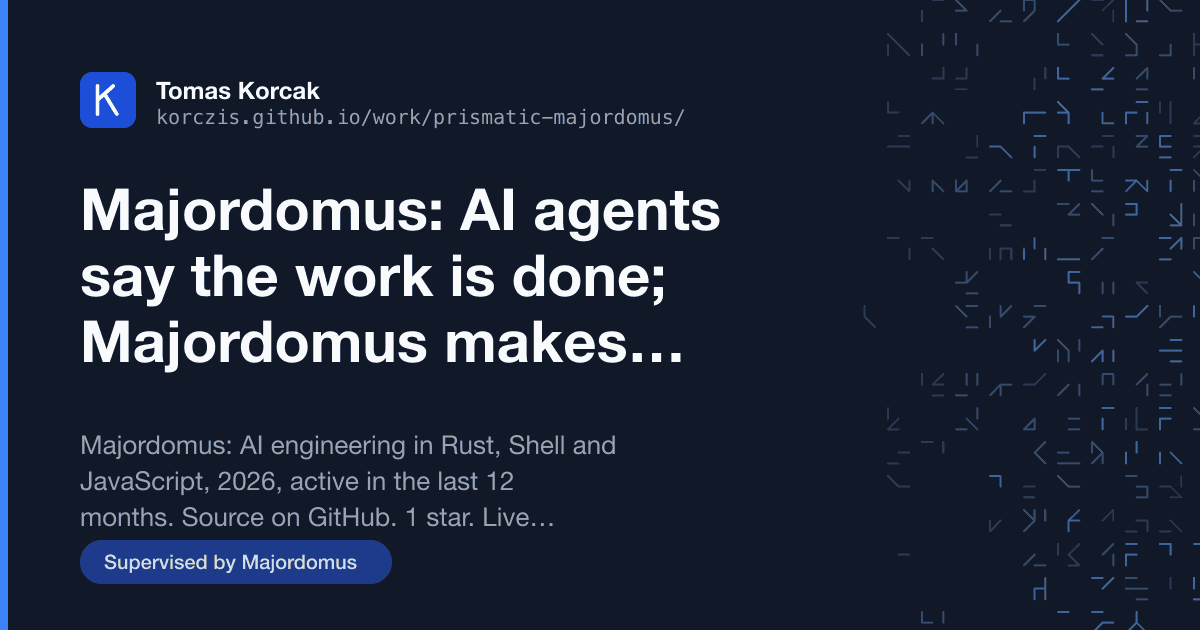 K
Tomas Korcak
korczis.github.io/work/prismatic-majordomus/
Majordomus: AI agents
say the work is done;
Majordomus makes…
Majordomus: AI engineering in Rust, Shell and
JavaScript, 2026, active in the last 12
months. Source on GitHub. 1 star. Live…
Supervised by Majordomus